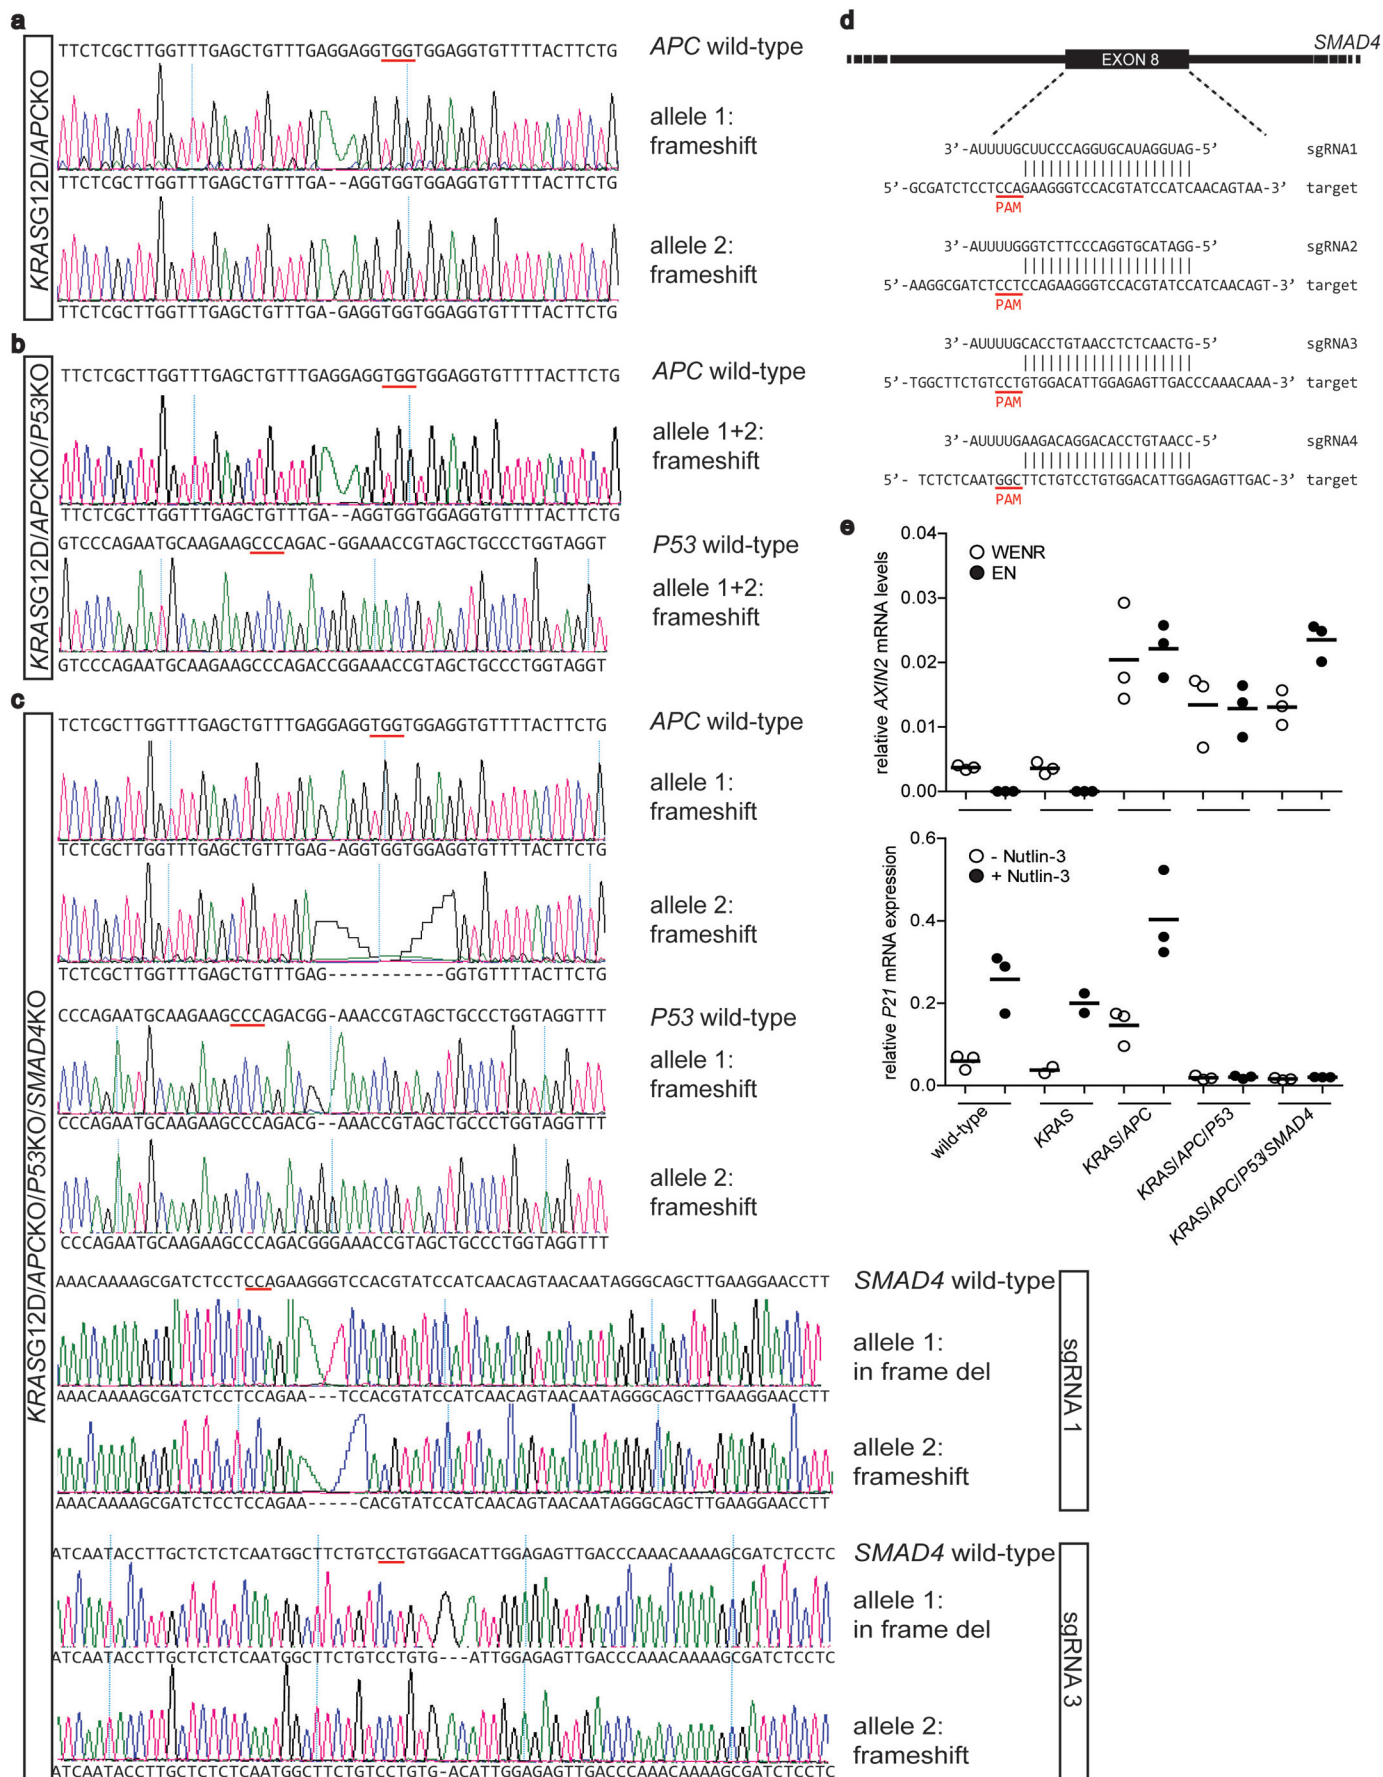 a
KRASG12D/APCKO
TTCTCGCTTGGTTTGAGCTGTTTGAGGAGGTGGTGGAGGTGTTTTACTTCTG
APC wild-type
allele 1:
frameshift
TTCTCGCTTGGTTTGAGCTGTTTGA--AGGTGGTGGAGGTGTTTTACTTCTG
allele 2:
frameshift
TTCTCGCTTGGTTTGAGCTGTTTGA-GAGGTGGTGGAGGTGTTTTACTTCTG
b
KRASG12D/APCKO/P53KO
TTCTCGCTTGGTTTGAGCTGTTTGAGGAGGTGGTGGAGGTGTTTTACTTCTG
APC wild-type
allele 1+2:
frameshift
TTCTCGCTTGGTTTGAGCTGTTTGA--AGGTGGTGGAGGTGTTTTACTTCTG
GTCCCAGAATGCAAGAAGCCCAGAC-GGAAACCGTAGCTGCCCTGGTAGGT
P53 wild-type
allele 1+2:
frameshift
GTCCCAGAATGCAAGAAGCCCAGACCGGAAACCGTAGCTGCCCTGGTAGGT
c
KRASG12D/APCKO/P53KO/SMAD4KO
TCTCGCTTGGTTTGAGCTGTTTGAGGAGGTGGTGGAGGTGTTTTACTTCTG
APC wild-type
allele 1:
frameshift
TCTCGCTTGGTTTGAGCTGTTTGAG-AGGTGGTGGAGGTGTTTTACTTCTG
allele 2:
frameshift
TCTCGCTTGGTTTGAGCTGTTTGAG-----------GGTGTTTTACTTCTG
CCCAGAATGCAAGAAGCCCAGACGG-AAACCGTAGCTGCCCTGGTAGGTTT
P53 wild-type
allele 1:
frameshift
CCCAGAATGCAAGAAGCCCAGACG--AAACCGTAGCTGCCCTGGTAGGTTT
allele 2:
frameshift
CCCAGAATGCAAGAAGCCCAGACGGGAAACCGTAGCTGCCCTGGTAGGTTT
AAACAAAAGCGATCTCCTCCAGAAGGGTCCACGTATCCATCAACAGTAACAATAGGGCAGCTTGAAGGAACCTT
SMAD4 wild-type
allele 1:
in frame del
AAACAAAAGCGATCTCCTCCAGAA---TCCACGTATCCATCAACAGTAACAATAGGGCAGCTTGAAGGAACCTT
allele 2:
frameshift
AAACAAAAGCGATCTCCTCCAGAA-----CACGTATCCATCAACAGTAACAATAGGGCAGCTTGAAGGAACCTT
sgRNA 1
ATCAATACCTTGCTCTCTCAATGGCTTCTGTCCTGTGGACATTGGAGAGTTGACCCAAACAAAAGCGATCTCCTC
SMAD4 wild-type
allele 1:
in frame del
ATCAATACCTTGCTCTCTCAATGGCTTCTGTCCTGTG---ATTGGAGAGTTGACCCAAACAAAAGCGATCTCCTC
allele 2:
frameshift
ATCAATACCTTGCTCTCTCAATGGCTTCTGTCCTGTG-ACATTGGAGAGTTGACCCAAACAAAAGCGATCTCCTC
sgRNA 3
d
SMAD4
EXON 8
3’-AUUUUGCUUCCCAGGUGCAUAGGUAG-5’ sgRNA1
5’-GCGATCTCCTCCAGAAGGGTCCACGTATCCATCAACAGTAA-3’ target
PAM
3’-AUUUUGGGTCTTCCCAGGTGCATAGG-5’ sgRNA2
5’-AAGGCGATCTCCTCCAGAAGGGTCCACGTATCCATCAACAGT-3’ target
PAM
3’-AUUUUGCACCTGTAACCTCTCAACTG-5’ sgRNA3
5’-TGGCTTCTGTCCTGTGGACATTGGAGAGTTGACCCAAACAAA-3’ target
PAM
3’-AUUUUGAAGACAGGACACCTGTAACC-5’ sgRNA4
5’- TCTCTCAATGGCTTCTGTCCTGTGGACATTGGAGAGTTGAC-3’ target
PAM
e
relative AXIN2 mRNA levels
0.04
0.03
0.02
0.01
0.00
WENR
EN
relative P21 mRNA expression
0.6
0.4
0.2
0.0
- Nutlin-3
+ Nutlin-3
wild-type
KRAS
KRAS/APC
KRAS/APC/P53
KRAS/APC/P53/SMAD4